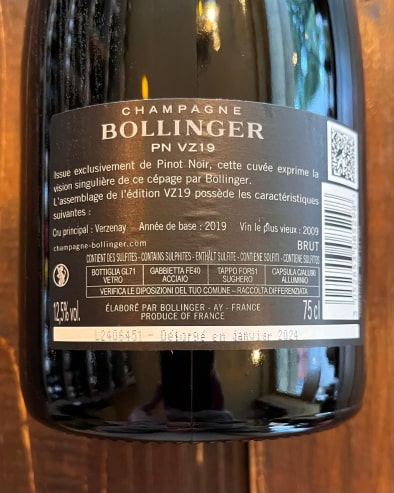 CHAMPAGNE
BOLLINGER
PN VZ19
Issue exclusivement de Pinot Noir, cette cuvée exprime la
vision singulière de ce cépage par Bollinger.
L'assemblage de l'édition VZ19 possède les caractéristiques
suivantes :
Cru principal : Verzenay Année de base : 2019 Vin le plus vieux : 2009
champagne-bollinger.com BRUT
CONTIENT DES SULFITES - CONTAINS SULPHITES - ENTHÄLT SULFITE - CONTIENE SOLFITI - CONTIENE SULFITOS
BOTTIGLIA GL71 GABBIETTA FE40 TAPPO FOR51 CAPSULA C/ALU90
VETRO ACCIAIO SUGHERO ALLUMINIO
VERIFICA LE DIPOSIZIONI DEL TUO COMUNE - RACCOLTA DIFFERENZIATA
12,5% vol. ÉLABORÉ PAR BOLLINGER - AY - FRANCE 75 cl
PRODUCE OF FRANCE
L2406451 - Dégorgé en janvier 2024